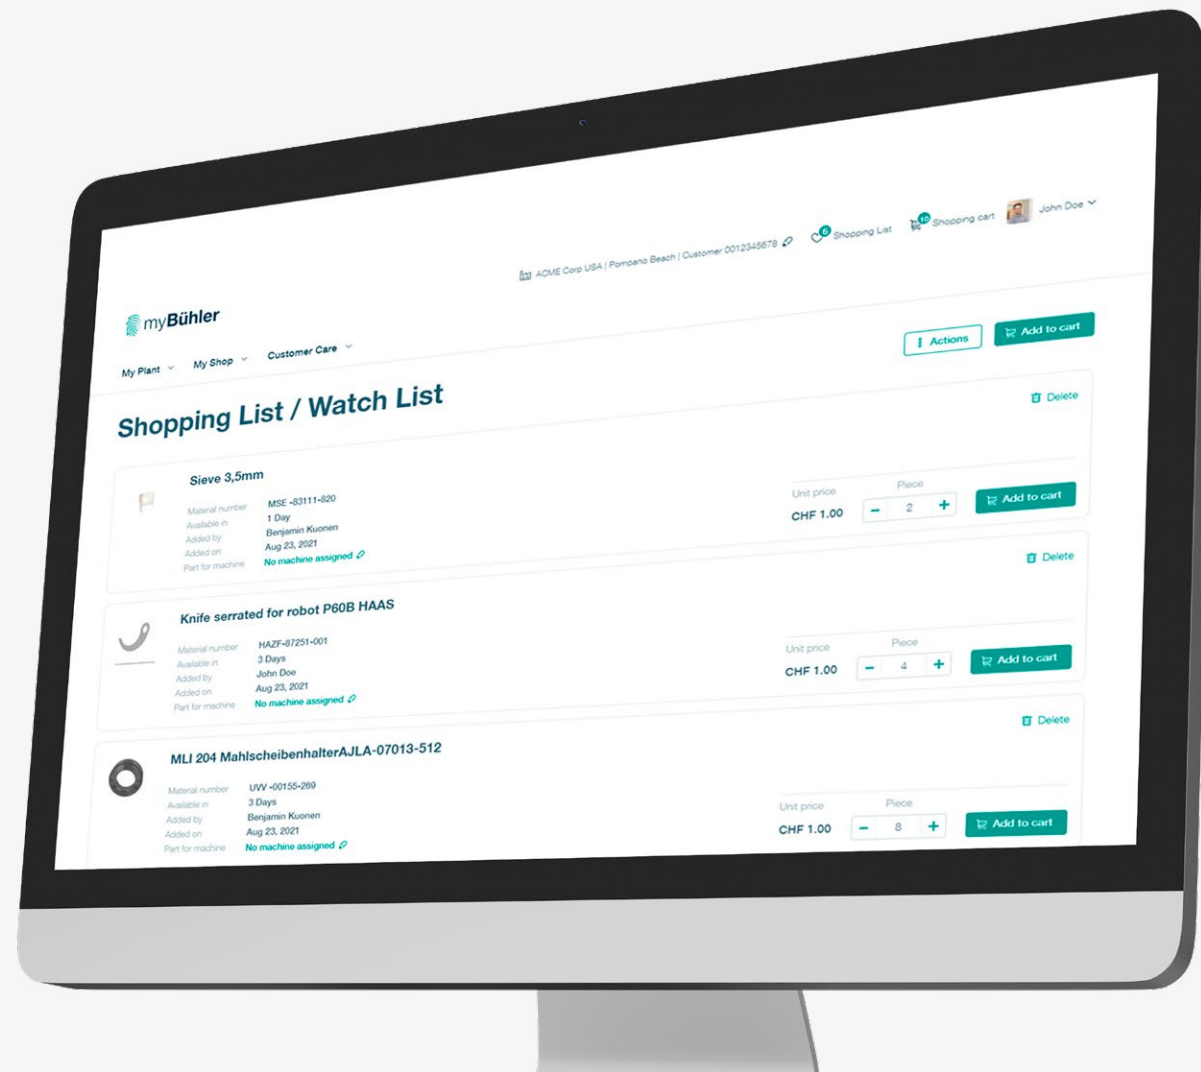 ACME Corp USA | Pompano Beach | Customer 0012345678
6 Shopping List
10 Shopping cart
John Doe
myBühler
My Plant
My Shop
Customer Care
Actions
Add to cart
Shopping List / Watch List
Delete
Sieve 3,5mm
Material number MSE -83111-820
Available in 1 Day
Added by Benjamin Kuonen
Added on Aug 23, 2021
Part for machine No machine assigned
Unit price Piece
CHF 1.00 - 2 + Add to cart
Delete
Knife serrated for robot P60B HAAS
Material number HAZF-87251-001
Available in 3 Days
Added by John Doe
Added on Aug 23, 2021
Part for machine No machine assigned
Unit price Piece
CHF 1.00 - 4 + Add to cart
Delete
MLI 204 MahlscheibenhalterAJLA-07013-512
Material number UVV -00155-269
Available in 3 Days
Added by Benjamin Kuonen
Added on Aug 23, 2021
Part for machine No machine assigned
Unit price Piece
CHF 1.00 - 8 + Add to cart